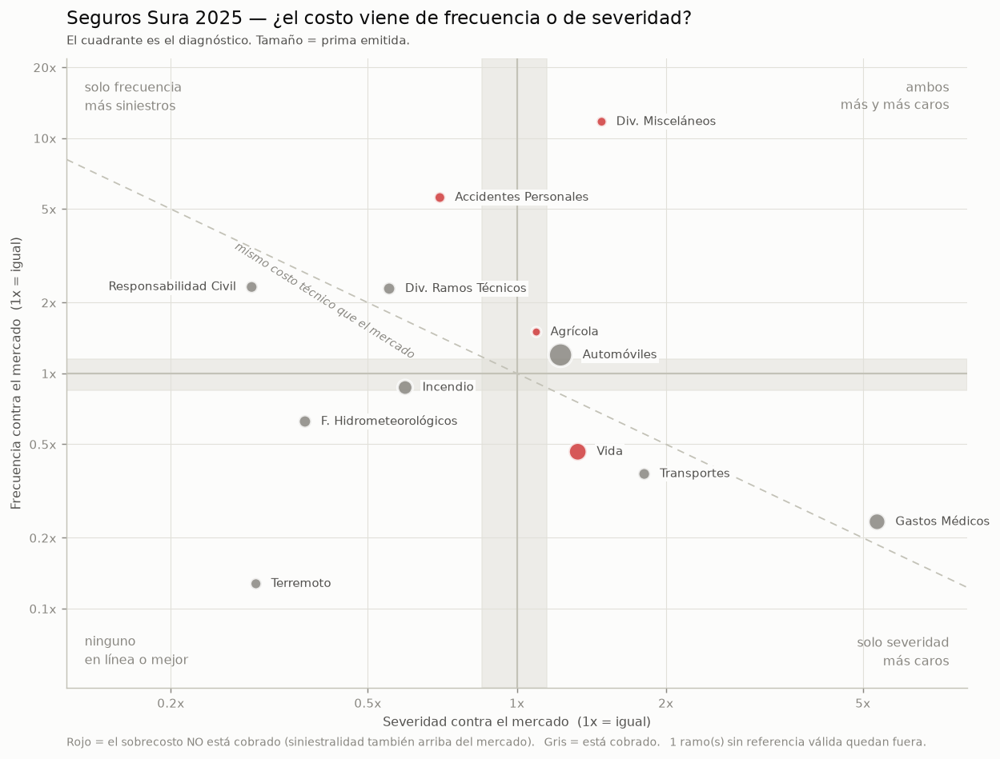 Seguros Sura 2025 — ¿el costo viene de frecuencia o de severidad?
El cuadrante es el diagnóstico. Tamaño = prima emitida.
20x
solo frecuencia
más siniestros
ambos
más y más caros
Div. Misceláneos
10x
Accidentes Personales
5x
mismo costo técnico que el mercado
Responsabilidad Civil
Div. Ramos Técnicos
2x
Agrícola
Automóviles
1x
Incendio
F. Hidrometeorológicos
0.5x
Vida
Transportes
Gastos Médicos
0.2x
Terremoto
0.1x
ninguno
en línea o mejor
solo severidad
más caros
Frecuencia contra el mercado (1x = igual)
0.2x
0.5x
1x
2x
5x
Severidad contra el mercado (1x = igual)
Rojo = el sobrecosto NO está cobrado (siniestralidad también arriba del mercado). Gris = está cobrado. 1 ramo(s) sin referencia válida quedan fuera.